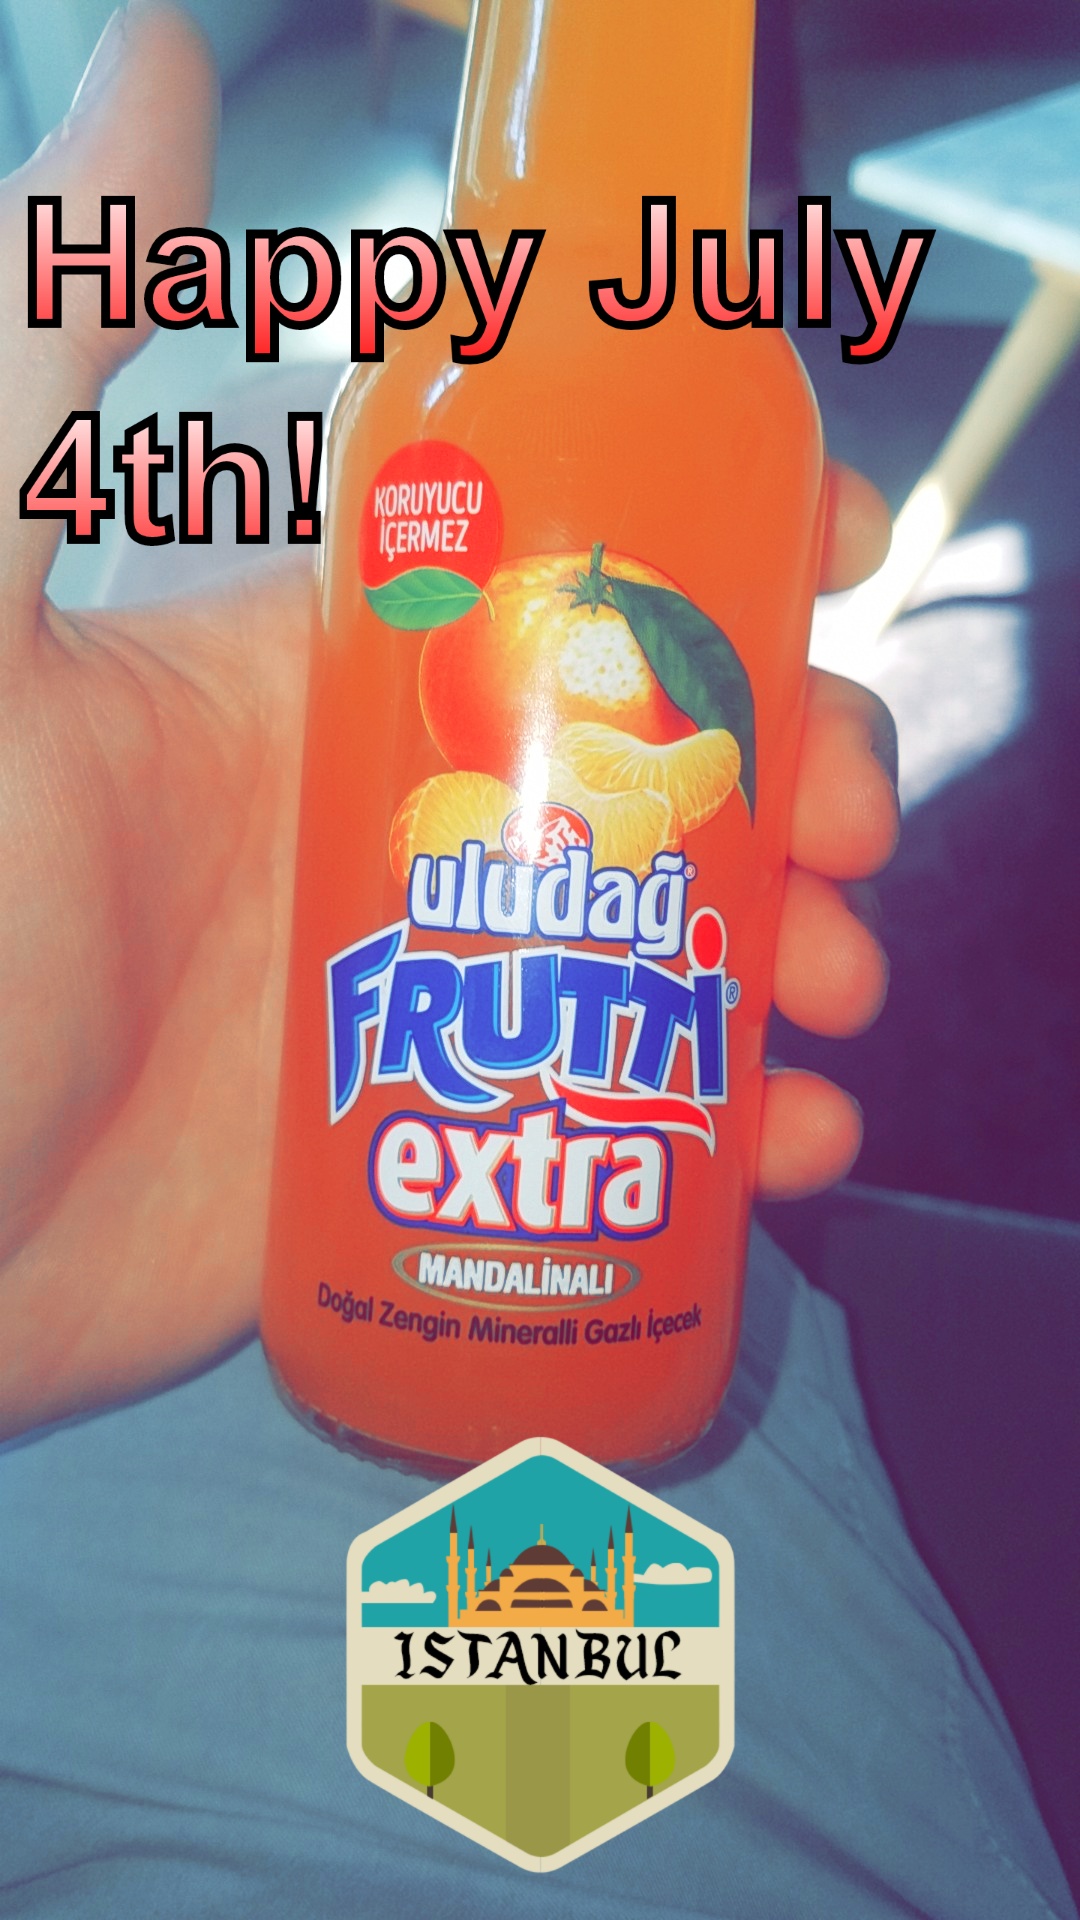 Happy July
4th!
KORUYUCU
İÇERMEZ
uludağ®
FRUTTİ®
extra
MANDALİNALI
Doğal Zengin Mineralli Gazlı İçecek
ISTANBUL